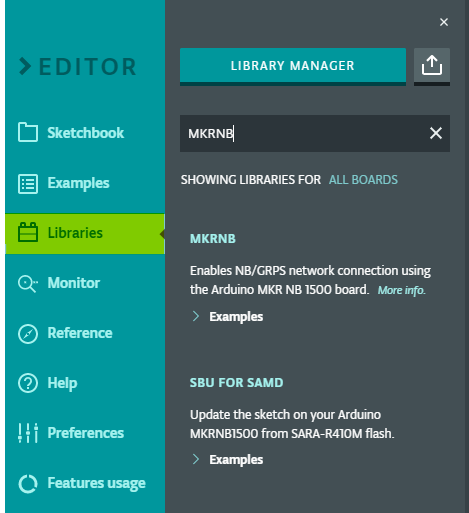 EDITOR
Sketchbook
Examples
Libraries
Monitor
Reference
Help
Preferences
Features usage
LIBRARY MANAGER
MKRNB
SHOWING LIBRARIES FOR ALL BOARDS
MKRNB
Enables NB/GRPS network connection using
the Arduino MKR NB 1500 board. More info.
Examples
SBU FOR SAMD
Update the sketch on your Arduino
MKRNB1500 from SARA-R410M flash.
Examples